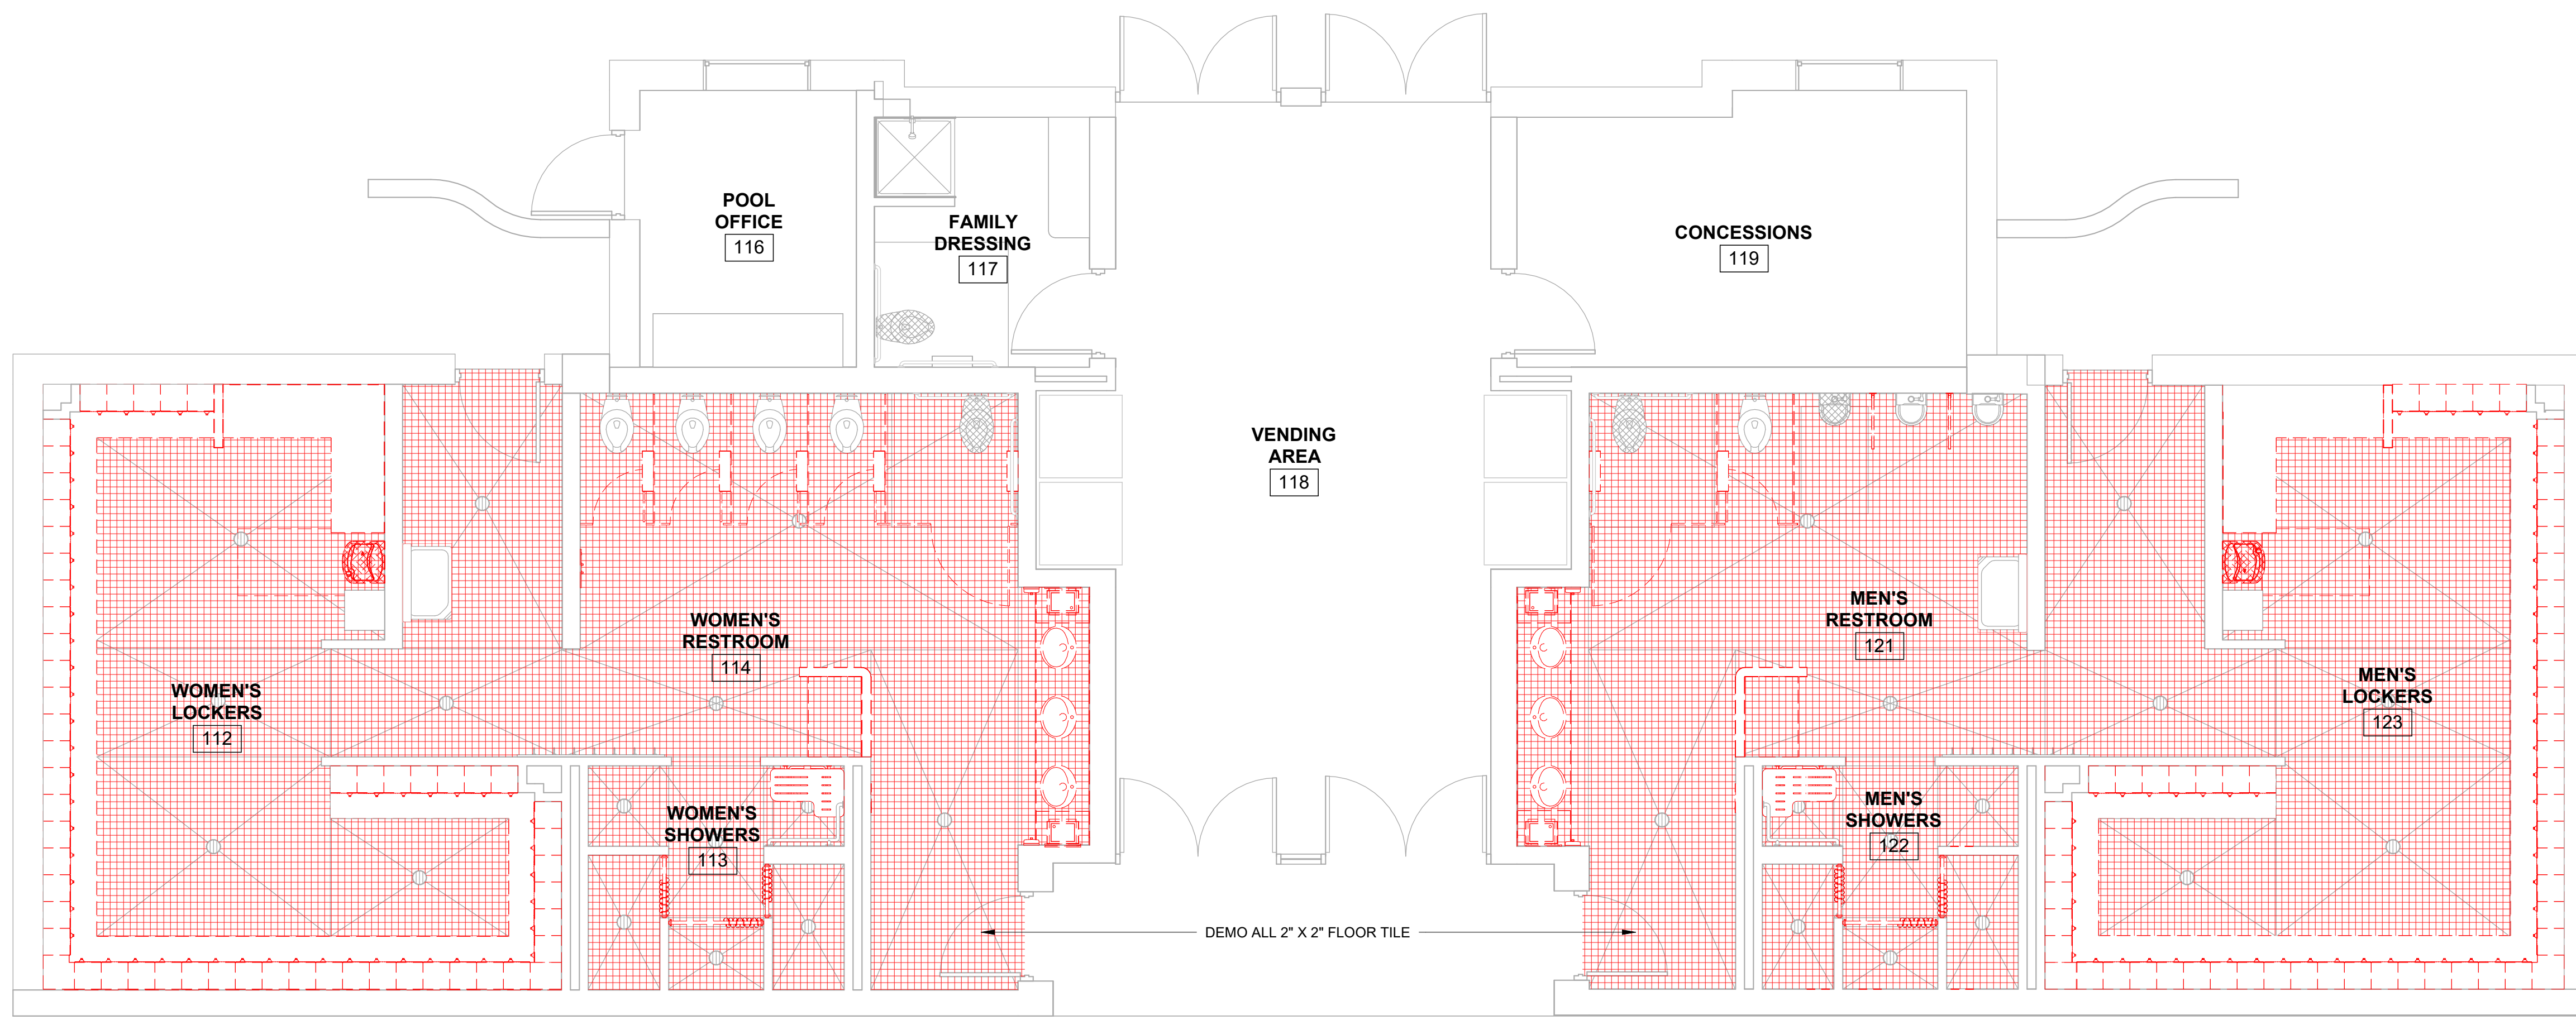 POOL
OFFICE
116
FAMILY
DRESSING
117
CONCESSIONS
119
VENDING
AREA
118
WOMEN'S
RESTROOM
114
MEN'S
RESTROOM
121
WOMEN'S
LOCKERS
112
MEN'S
LOCKERS
123
WOMEN'S
SHOWERS
113
MEN'S
SHOWERS
122
DEMO ALL 2" X 2" FLOOR TILE